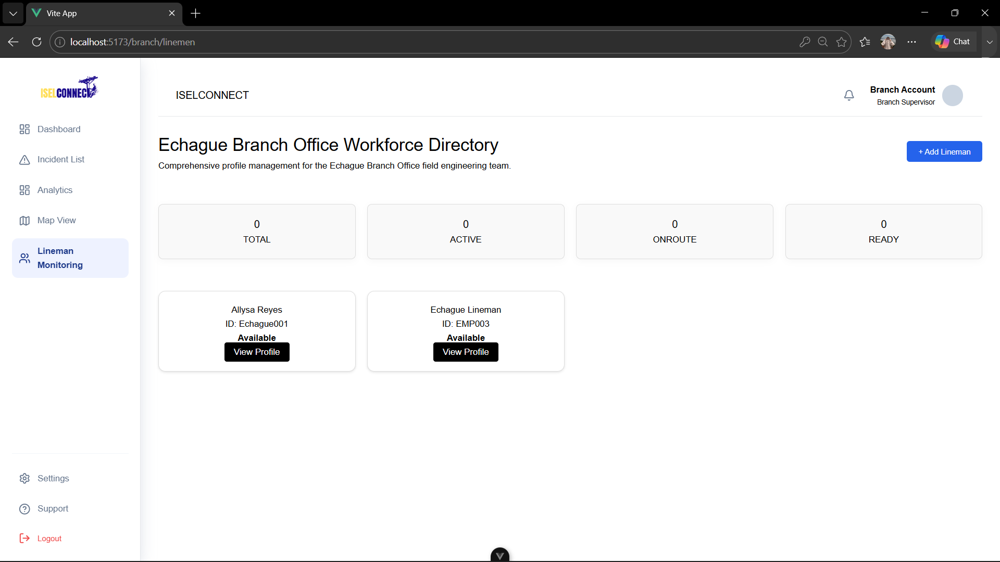 Vite App
localhost:5173/branch/linemen
Chat
ISELCONNECT
ISELCONNECT
Branch Account
Branch Supervisor
Dashboard
Incident List
Analytics
Map View
Lineman
Monitoring
Echague Branch Office Workforce Directory
Comprehensive profile management for the Echague Branch Office field engineering team.
+ Add Lineman
0
TOTAL
0
ACTIVE
0
ONROUTE
0
READY
Allysa Reyes
ID: Echague001
Available
View Profile
Echague Lineman
ID: EMP003
Available
View Profile
Settings
Support
Logout